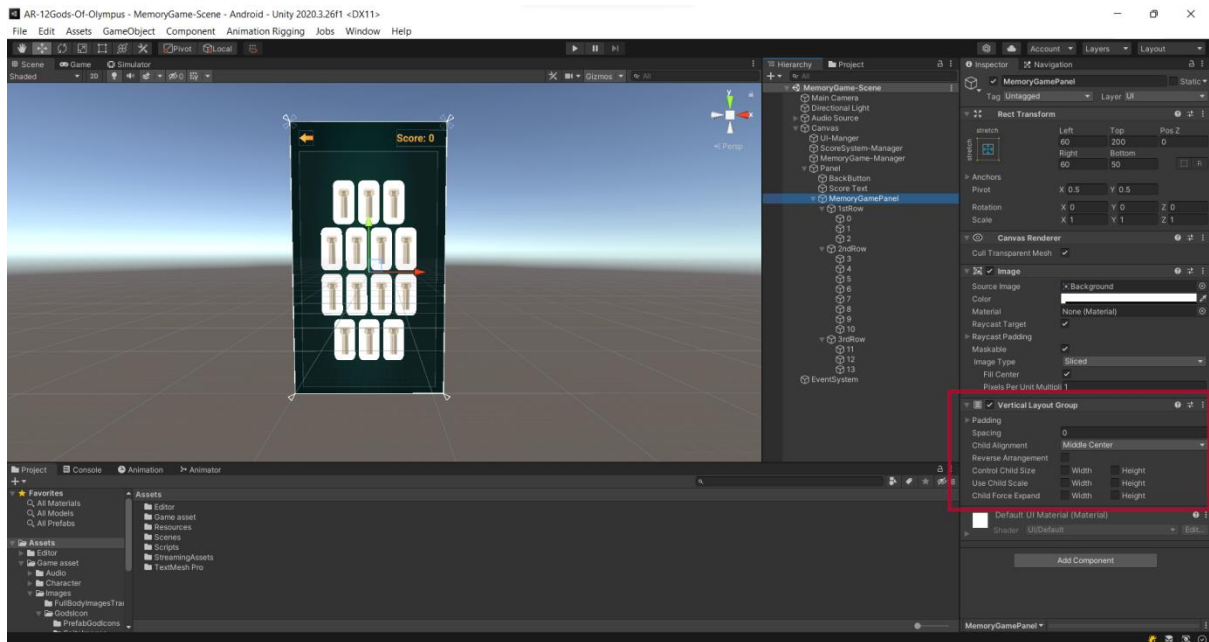 AR-12Gods-Of-Olympus - MemoryGame-Scene - Android - Unity 2020.3.26f1 <DX11>
File Edit Assets GameObject Component Animation Rigging Jobs Window Help
Pivot Local
Account Layers Layout
Scene Game Simulator
Shaded 2D Gizmos All
y
x
Persp
Score: 0
Hierarchy Project
All
MemoryGame-Scene
Main Camera
Directional Light
Audio Source
Canvas
Ui-Manger
ScoreSystem-Manager
MemoryGame-Manager
Panel
BackButton
Score Text
MemoryGamePanel
1stRow
0
1
2
2ndRow
3
4
5
6
7
8
9
10
3rdRow
11
12
13
EventSystem
Inspector Navigation
MemoryGamePanel Static
Tag Untagged Layer UI
Rect Transform
stretch Left Top Pos Z
stretch 60 200 0
Right Bottom
60 50 R
Anchors
Pivot X 0.5 Y 0.5
Rotation X 0 Y 0 Z 0
Scale X 1 Y 1 Z 1
Canvas Renderer
Cull Transparent Mesh
Image
Source Image Background
Color
Material None (Material)
Raycast Target
Raycast Padding
Maskable
Image Type Sliced
Fill Center
Pixels Per Unit Multipli 1
Vertical Layout Group
Padding
Spacing 0
Child Alignment Middle Center
Reverse Arrangement
Control Child Size Width Height
Use Child Scale Width Height
Child Force Expand Width Height
Default UI Material (Material)
Shader UI/Default Edit...
Add Component
MemoryGamePanel
Project Console Animation Animator
Favorites
All Materials
All Models
All Prefabs
Assets
Editor
Game asset
Audio
Character
Images
FullBodyImagesTra
GodsIcon
PrefabGodIcons
Assets
Editor
Game asset
Resources
Scenes
Scripts
StreamingAssets
TextMesh Pro